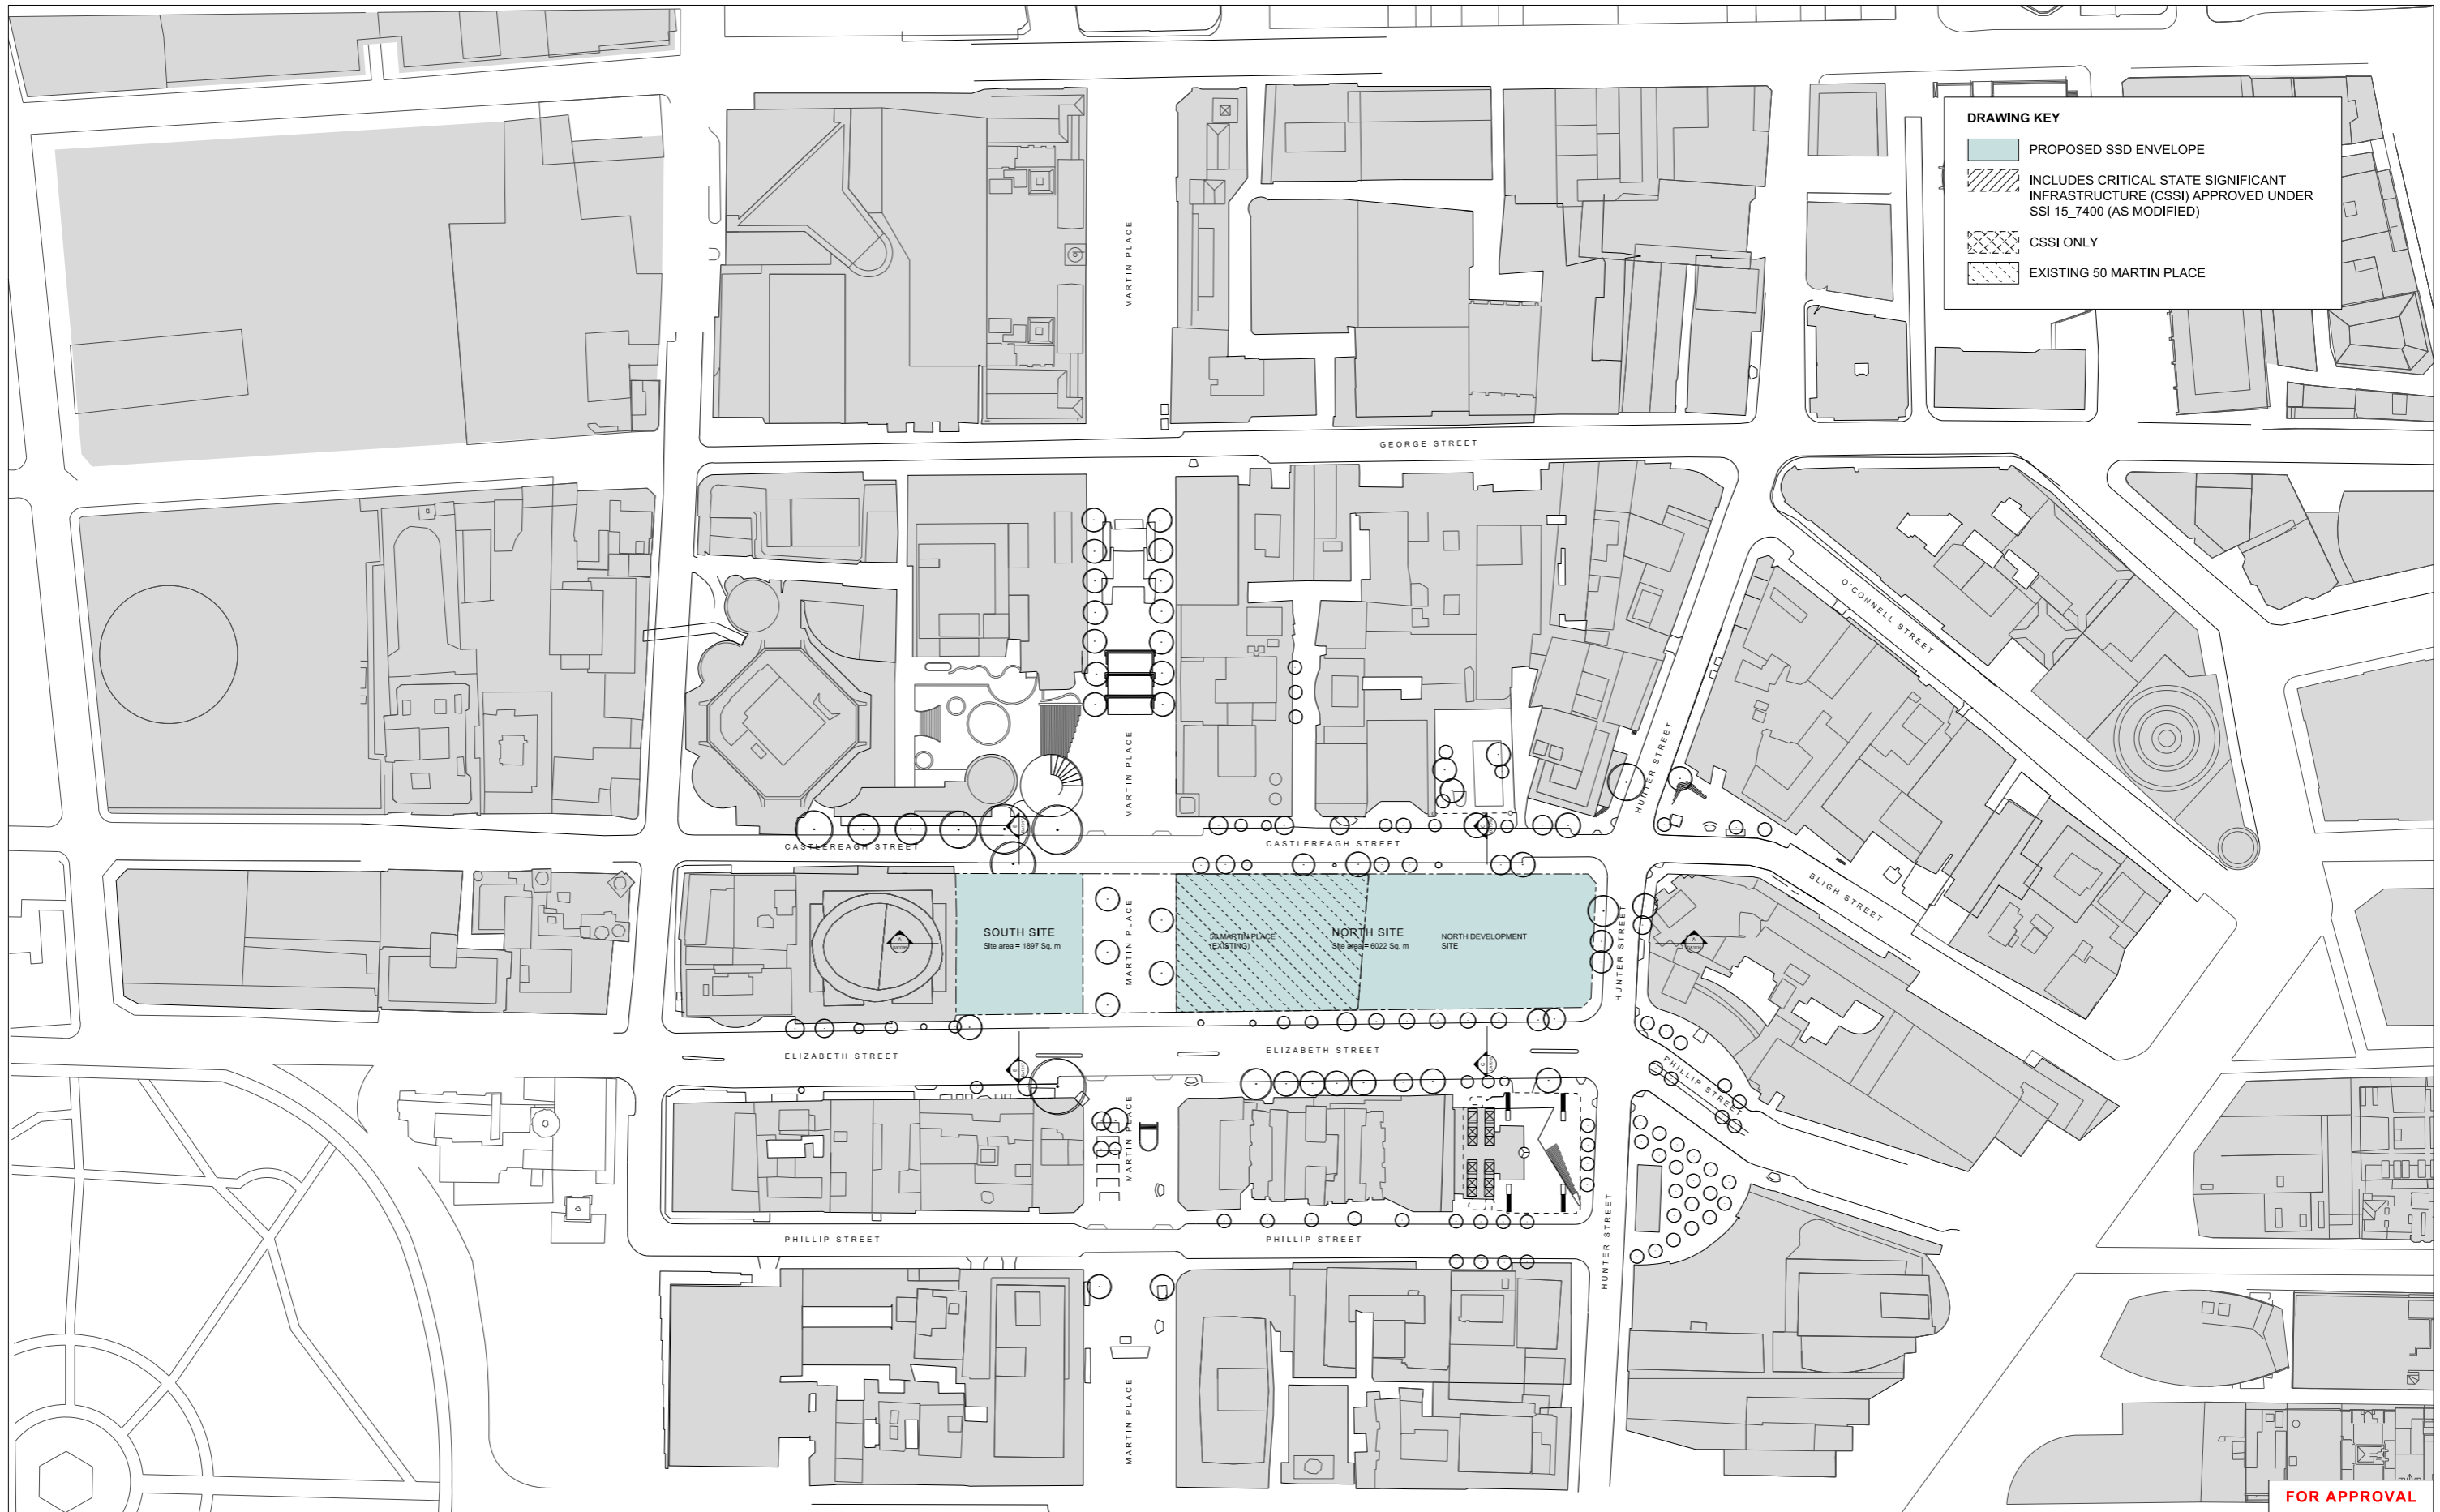 DRAWING KEY
PROPOSED SSD ENVELOPE
INCLUDES CRITICAL STATE SIGNIFICANT
INFRASTRUCTURE (CSSI) APPROVED UNDER
SSI 15_7400 (AS MODIFIED)
CSSI ONLY
EXISTING 50 MARTIN PLACE
MARTIN PLACE
GEORGE STREET
O'CONNELL STREET
MARTIN PLACE
HUNTER STREET
CASTLEREAGH STREET
CASTLEREAGH STREET
BLIGH STREET
SOUTH SITE
Site area = 1897 Sq. m
MARTIN PLACE
50 MARTIN PLACE
(EXISTING)
NORTH SITE
Site area = 6022 Sq. m
NORTH DEVELOPMENT
SITE
HUNTER STREET
A
A
B
C
ELIZABETH STREET
ELIZABETH STREET
B
C
PHILLIP STREET
MARTIN PLACE
PHILLIP STREET
PHILLIP STREET
HUNTER STREET
MARTIN PLACE
FOR APPROVAL